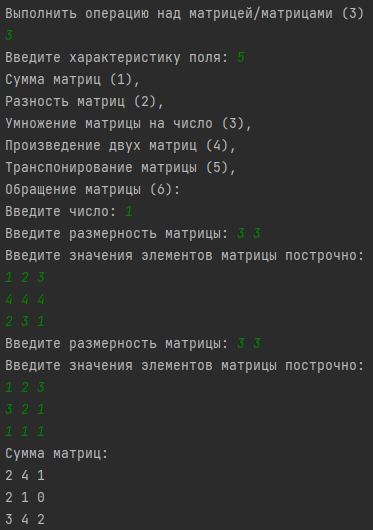 Выполнить операцию над матрицей/матрицами (3)
3
Введите характеристику поля: 5
Сумма матриц (1),
Разность матриц (2),
Умножение матрицы на число (3),
Произведение двух матриц (4),
Транспонирование матрицы (5),
Обращение матрицы (6):
Введите число: 1
Введите размерность матрицы: 3 3
Введите значения элементов матрицы построчно:
1 2 3
4 4 4
2 3 1
Введите размерность матрицы: 3 3
Введите значения элементов матрицы построчно:
1 2 3
3 2 1
1 1 1
Сумма матриц:
2 4 1
2 1 0
3 4 2